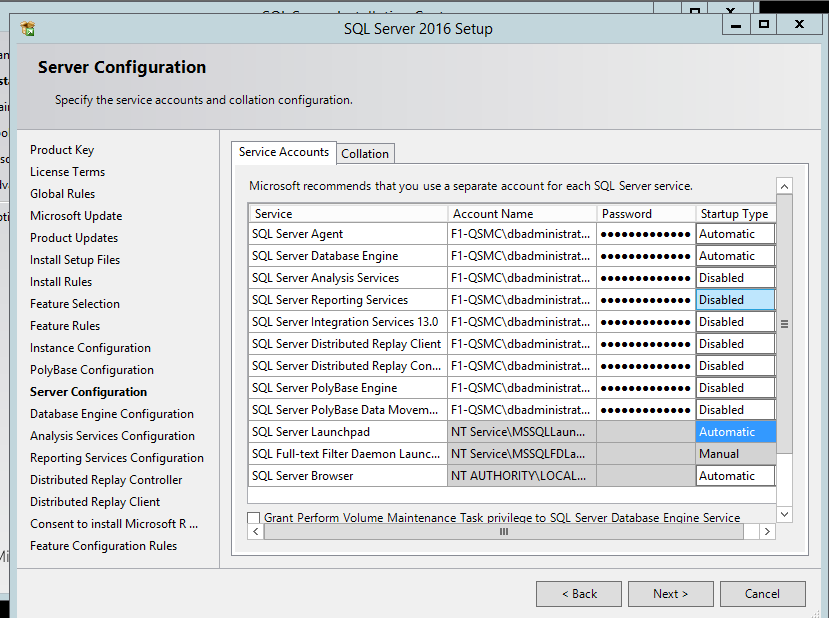 SQL Server 2016 Setup
Server Configuration
Specify the service accounts and collation configuration.
Product Key
License Terms
Global Rules
Microsoft Update
Product Updates
Install Setup Files
Install Rules
Feature Selection
Feature Rules
Instance Configuration
PolyBase Configuration
Server Configuration
Database Engine Configuration
Analysis Services Configuration
Reporting Services Configuration
Distributed Replay Controller
Distributed Replay Client
Consent to install Microsoft R ...
Feature Configuration Rules
Service Accounts Collation
Microsoft recommends that you use a separate account for each SQL Server service.
Service Account Name Password Startup Type
SQL Server Agent F1-QSMC\dbadministrat... ●●●●●●●●●●●●● Automatic
SQL Server Database Engine F1-QSMC\dbadministrat... ●●●●●●●●●●●●● Automatic
SQL Server Analysis Services F1-QSMC\dbadministrat... ●●●●●●●●●●●●● Disabled
SQL Server Reporting Services F1-QSMC\dbadministrat... ●●●●●●●●●●●●● Disabled
SQL Server Integration Services 13.0 F1-QSMC\dbadministrat... ●●●●●●●●●●●●● Disabled
SQL Server Distributed Replay Client F1-QSMC\dbadministrat... ●●●●●●●●●●●●● Disabled
SQL Server Distributed Replay Con... F1-QSMC\dbadministrat... ●●●●●●●●●●●●● Disabled
SQL Server PolyBase Engine F1-QSMC\dbadministrat... ●●●●●●●●●●●●● Disabled
SQL Server PolyBase Data Movem... F1-QSMC\dbadministrat... ●●●●●●●●●●●●● Disabled
SQL Server Launchpad NT Service\MSSQLLaun... Automatic
SQL Full-text Filter Daemon Launc... NT Service\MSSQLFDLa... Manual
SQL Server Browser NT AUTHORITY\LOCAL... Automatic
Grant Perform Volume Maintenance Task privilege to SQL Server Database Engine Service
< Back Next > Cancel